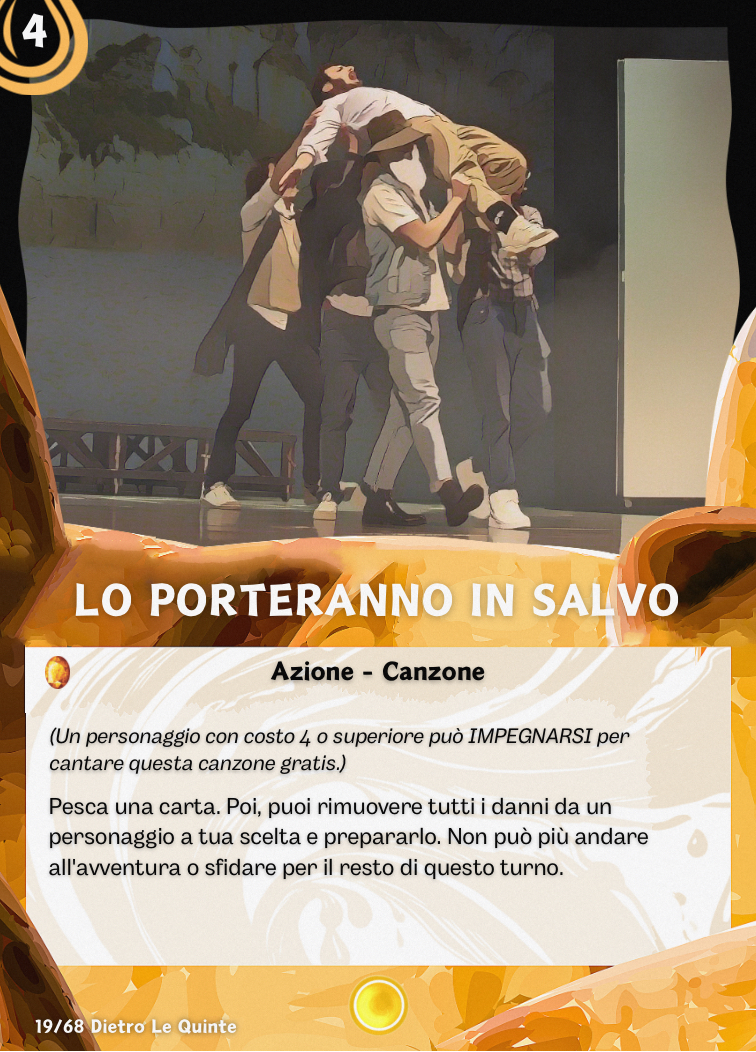 4
LO PORTERANNO IN SALVO
Azione - Canzone
(Un personaggio con costo 4 o superiore può IMPEGNARSI per
cantare questa canzone gratis.)
Pesca una carta. Poi, puoi rimuovere tutti i danni da un
personaggio a tua scelta e prepararlo. Non può più andare
all'avventura o sfidare per il resto di questo turno.
19/68 Dietro Le Quinte